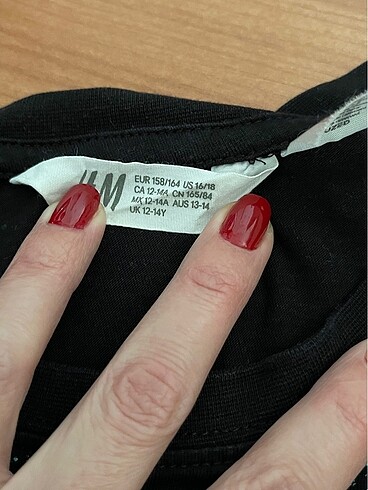 H&M
EUR 158/164 US 16/18
CA 12-14A CN 165/84
MX 12-14A AUS 13-14
UK 12-14Y